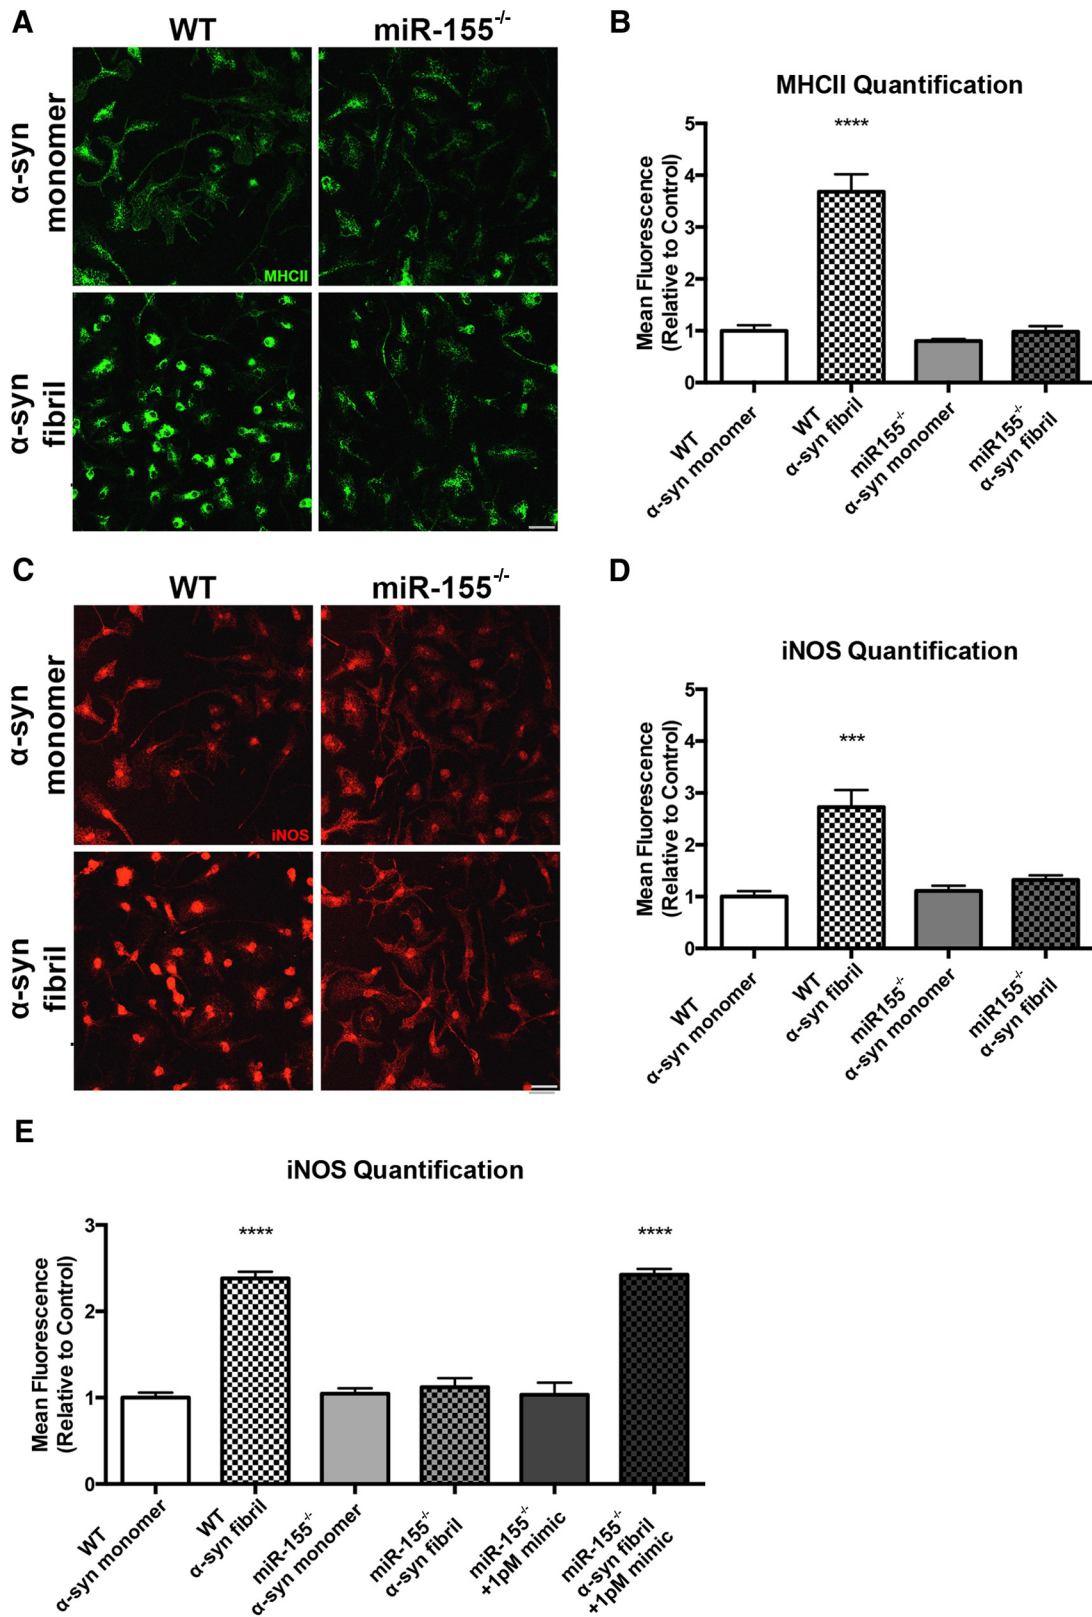 A
WT
miR-155-/-
α-syn
monomer
MHCII
α-syn
fibril
B
MHCII Quantification
Mean Fluorescence
(Relative to Control)
5
4
3
2
1
0
****
WT
α-syn monomer
WT
α-syn fibril
miR155-/-
α-syn monomer
miR155-/-
α-syn fibril
C
WT
miR-155-/-
α-syn
monomer
iNOS
α-syn
fibril
D
iNOS Quantification
Mean Fluorescence
(Relative to Control)
5
4
3
2
1
0
***
WT
α-syn monomer
WT
α-syn fibril
miR155-/-
α-syn monomer
miR155-/-
α-syn fibril
E
iNOS Quantification
Mean Fluorescence
(Relative to Control)
3
2
1
0
****
****
WT
α-syn monomer
WT
α-syn fibril
miR-155-/-
α-syn monomer
miR-155-/-
α-syn fibril
miR-155-/-
+1pM mimic
miR-155-/-
α-syn fibril
+1pM mimic